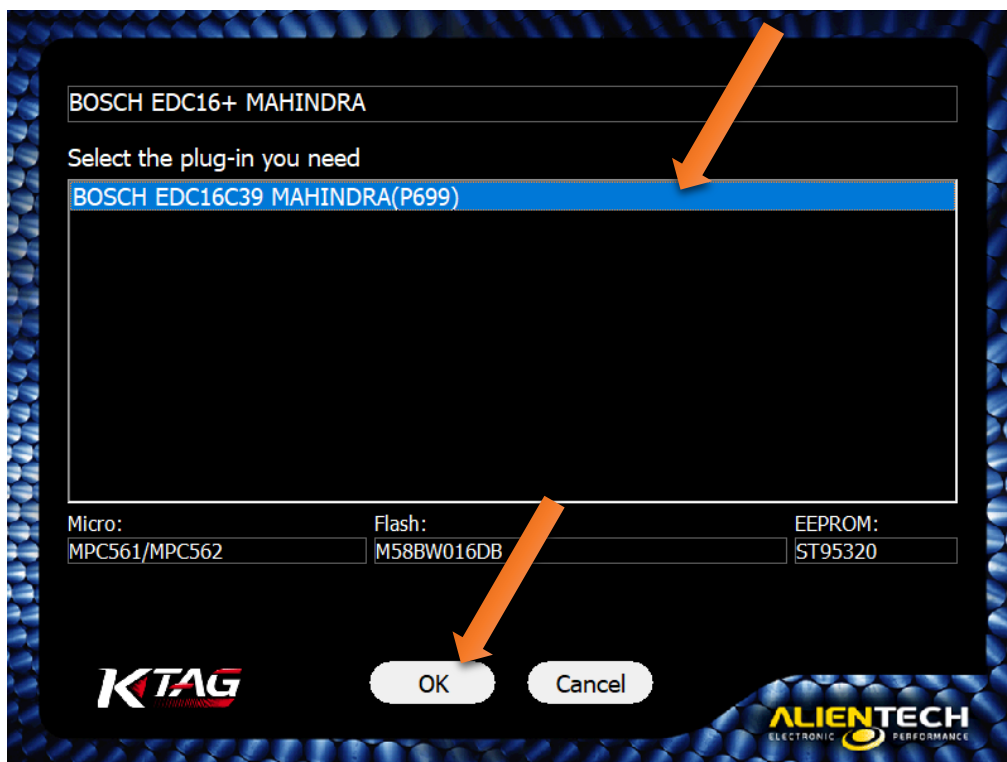 BOSCH EDC16+ MAHINDRA
Select the plug-in you need
BOSCH EDC16C39 MAHINDRA(P699)
Micro: Flash: EEPROM:
MPC561/MPC562 M58BW016DB ST95320
KTAG OK Cancel
ALIENTECH
ELECTRONIC PERFORMANCE